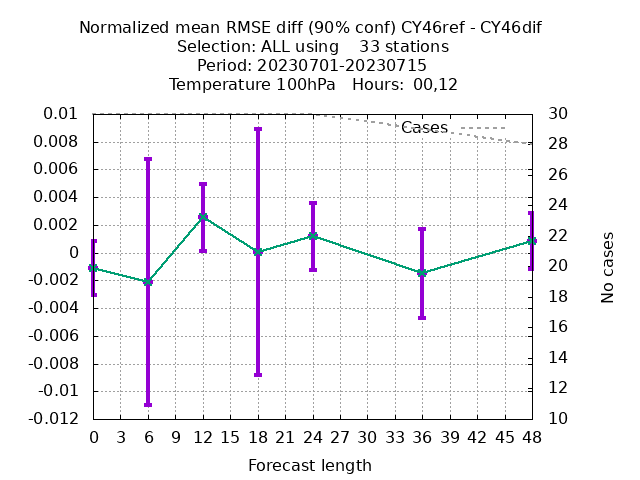 Normalized mean RMSE diff (90% conf) CY46ref - CY46dif
Selection: ALL using    33 stations
Period: 20230701-20230715
Temperature 100hPa   Hours:  00,12
0.01
0.008
0.006
0.004
0.002
0
-0.002
-0.004
-0.006
-0.008
-0.01
-0.012
Cases
30
28
26
24
22
20
18
16
14
12
10
No cases
0 3 6 9 12 15 18 21 24 27 30 33 36 39 42 45 48
Forecast length